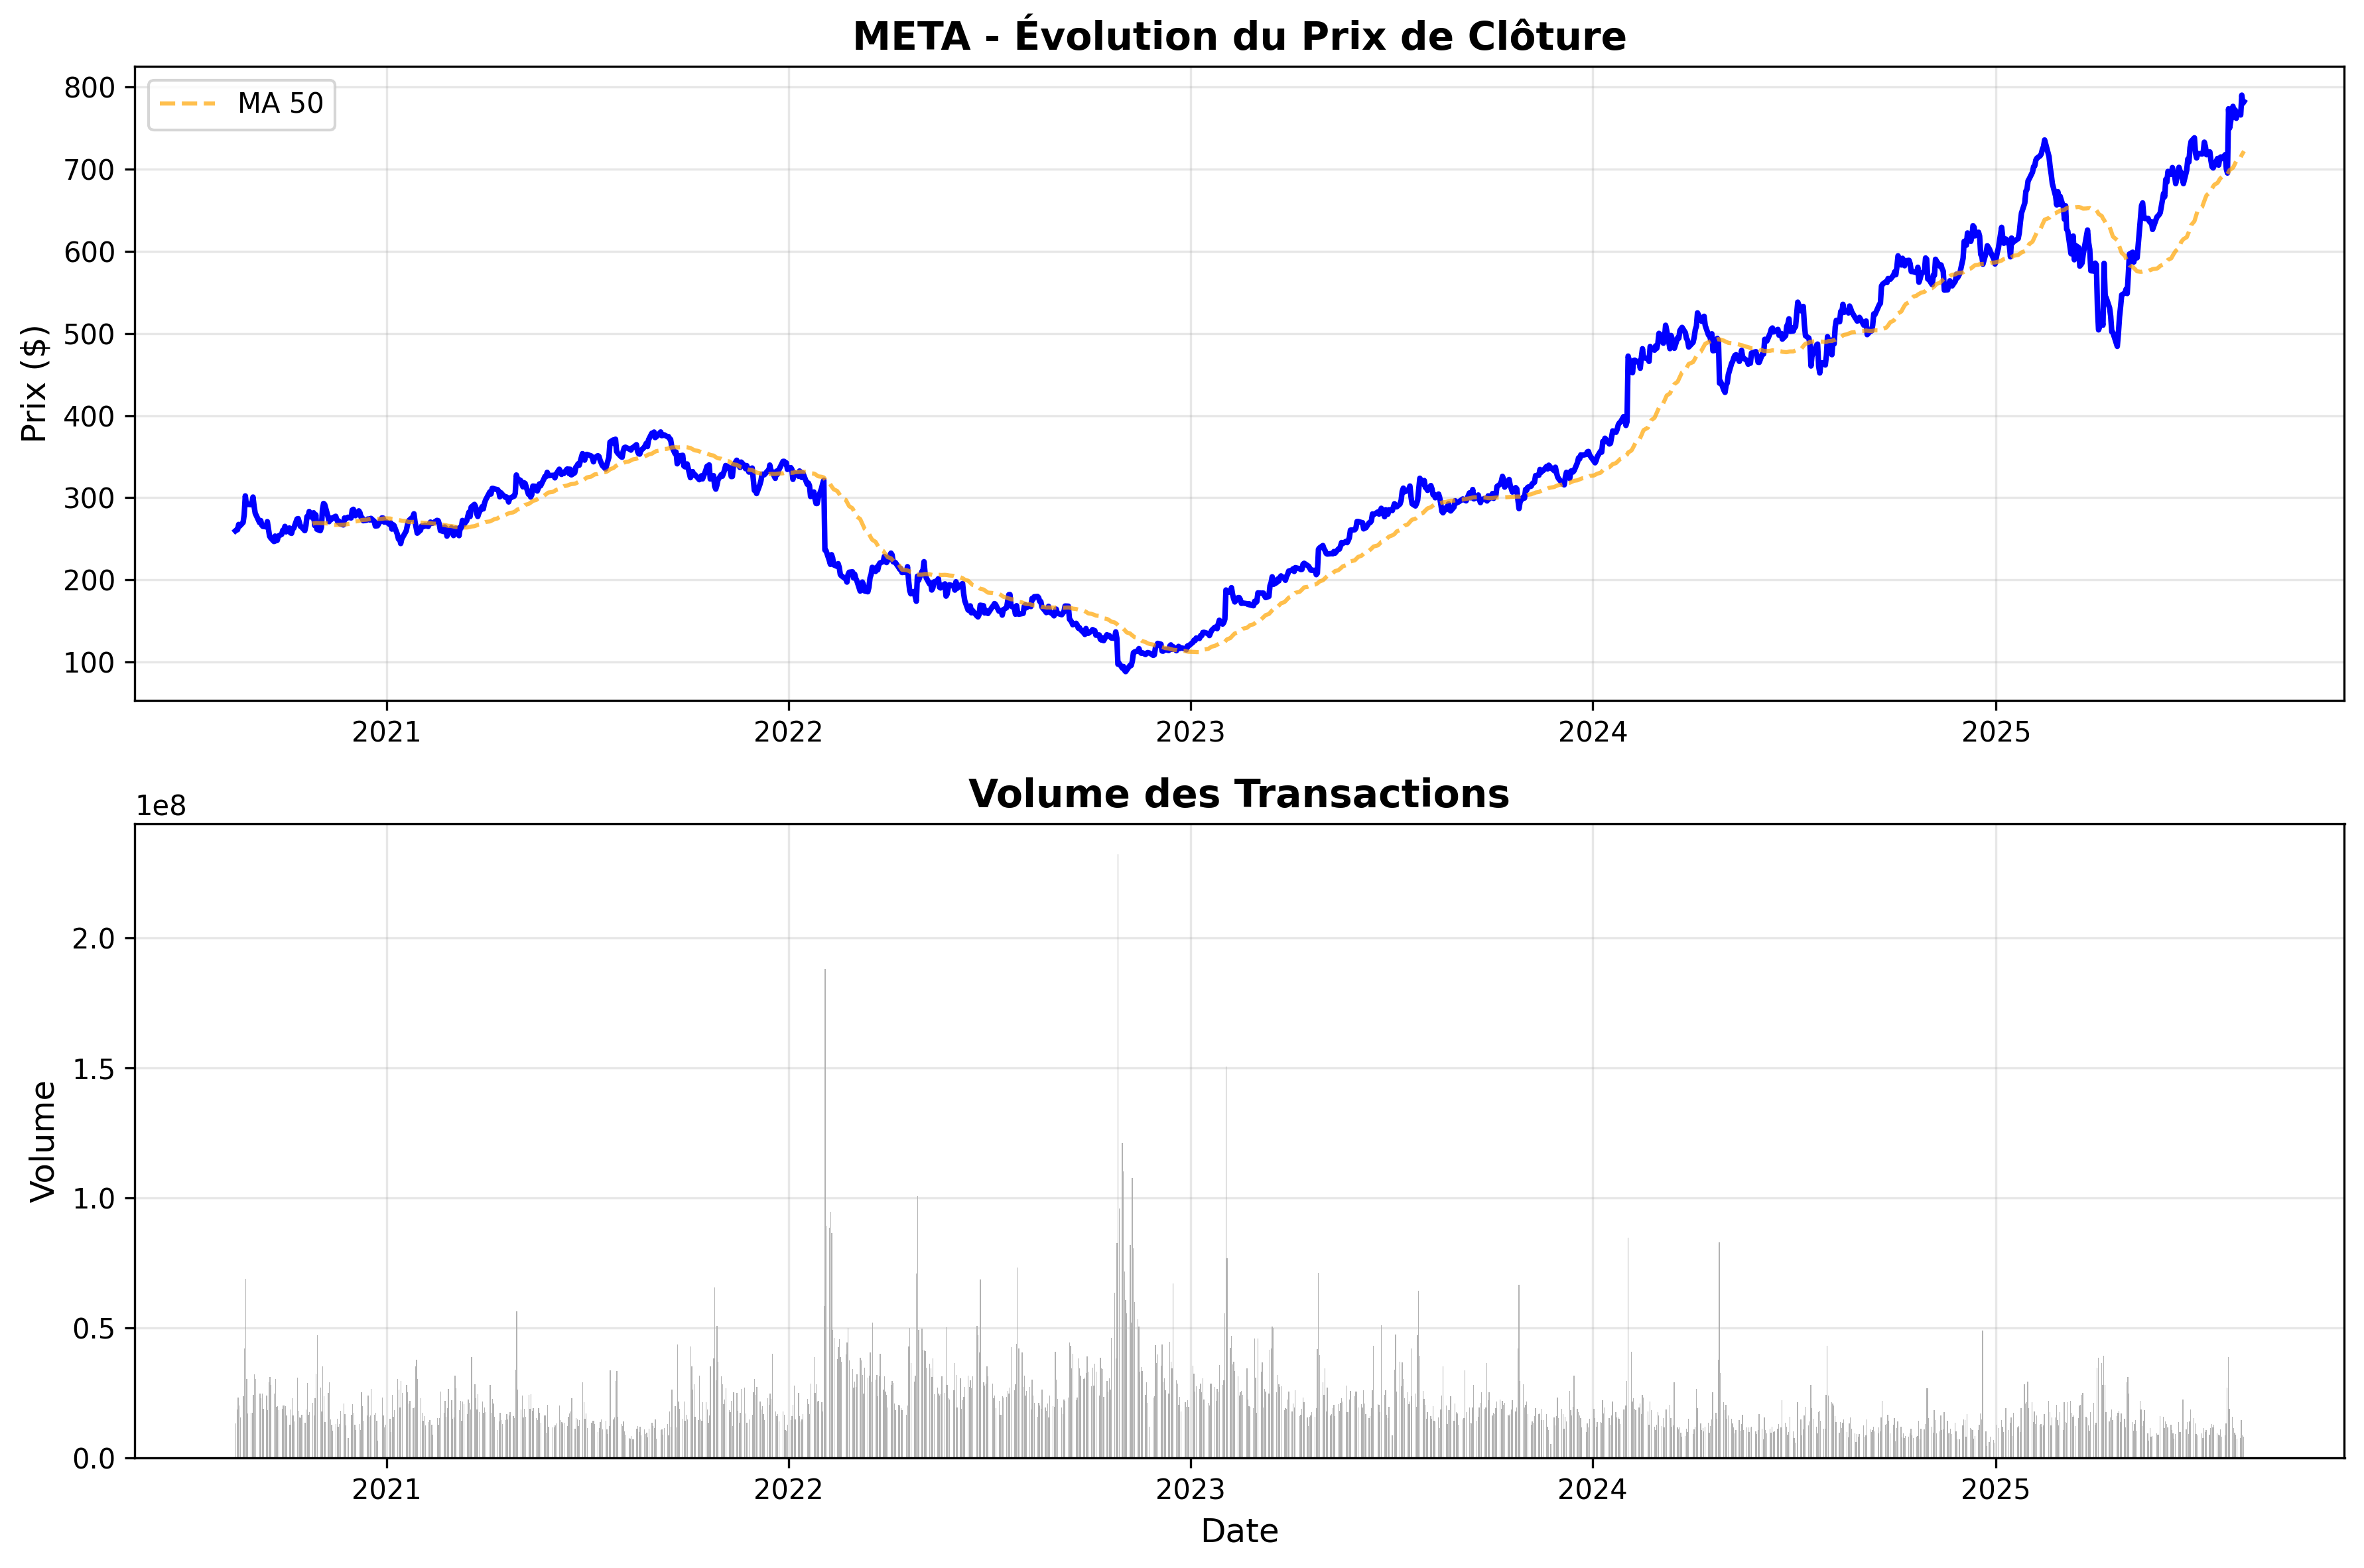 META - Évolution du Prix de Clôture
MA 50
Prix ($)
800
700
600
500
400
300
200
100
2021 2022 2023 2024 2025
Volume des Transactions
1e8
Volume
2.0
1.5
1.0
0.5
0.0
2021 2022 2023 2024 2025
Date